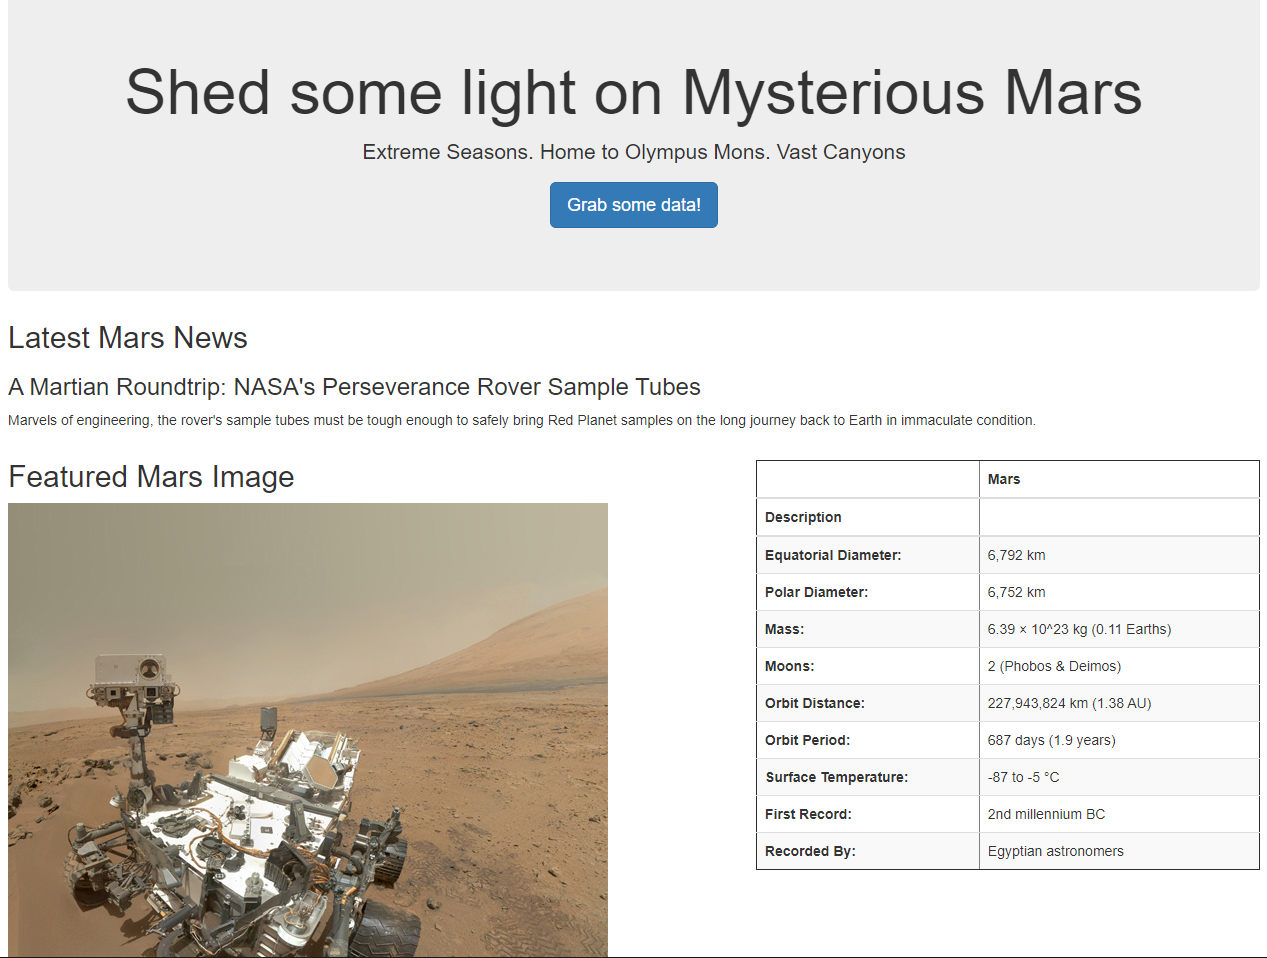 Shed some light on Mysterious Mars
Extreme Seasons. Home to Olympus Mons. Vast Canyons
Grab some data!
Latest Mars News
A Martian Roundtrip: NASA's Perseverance Rover Sample Tubes
Marvels of engineering, the rover's sample tubes must be tough enough to safely bring Red Planet samples on the long journey back to Earth in immaculate condition.
Featured Mars Image
Mars
Description
Equatorial Diameter: 6,792 km
Polar Diameter: 6,752 km
Mass: 6.39 × 10^23 kg (0.11 Earths)
Moons: 2 (Phobos & Deimos)
Orbit Distance: 227,943,824 km (1.38 AU)
Orbit Period: 687 days (1.9 years)
Surface Temperature: -87 to -5 °C
First Record: 2nd millennium BC
Recorded By: Egyptian astronomers